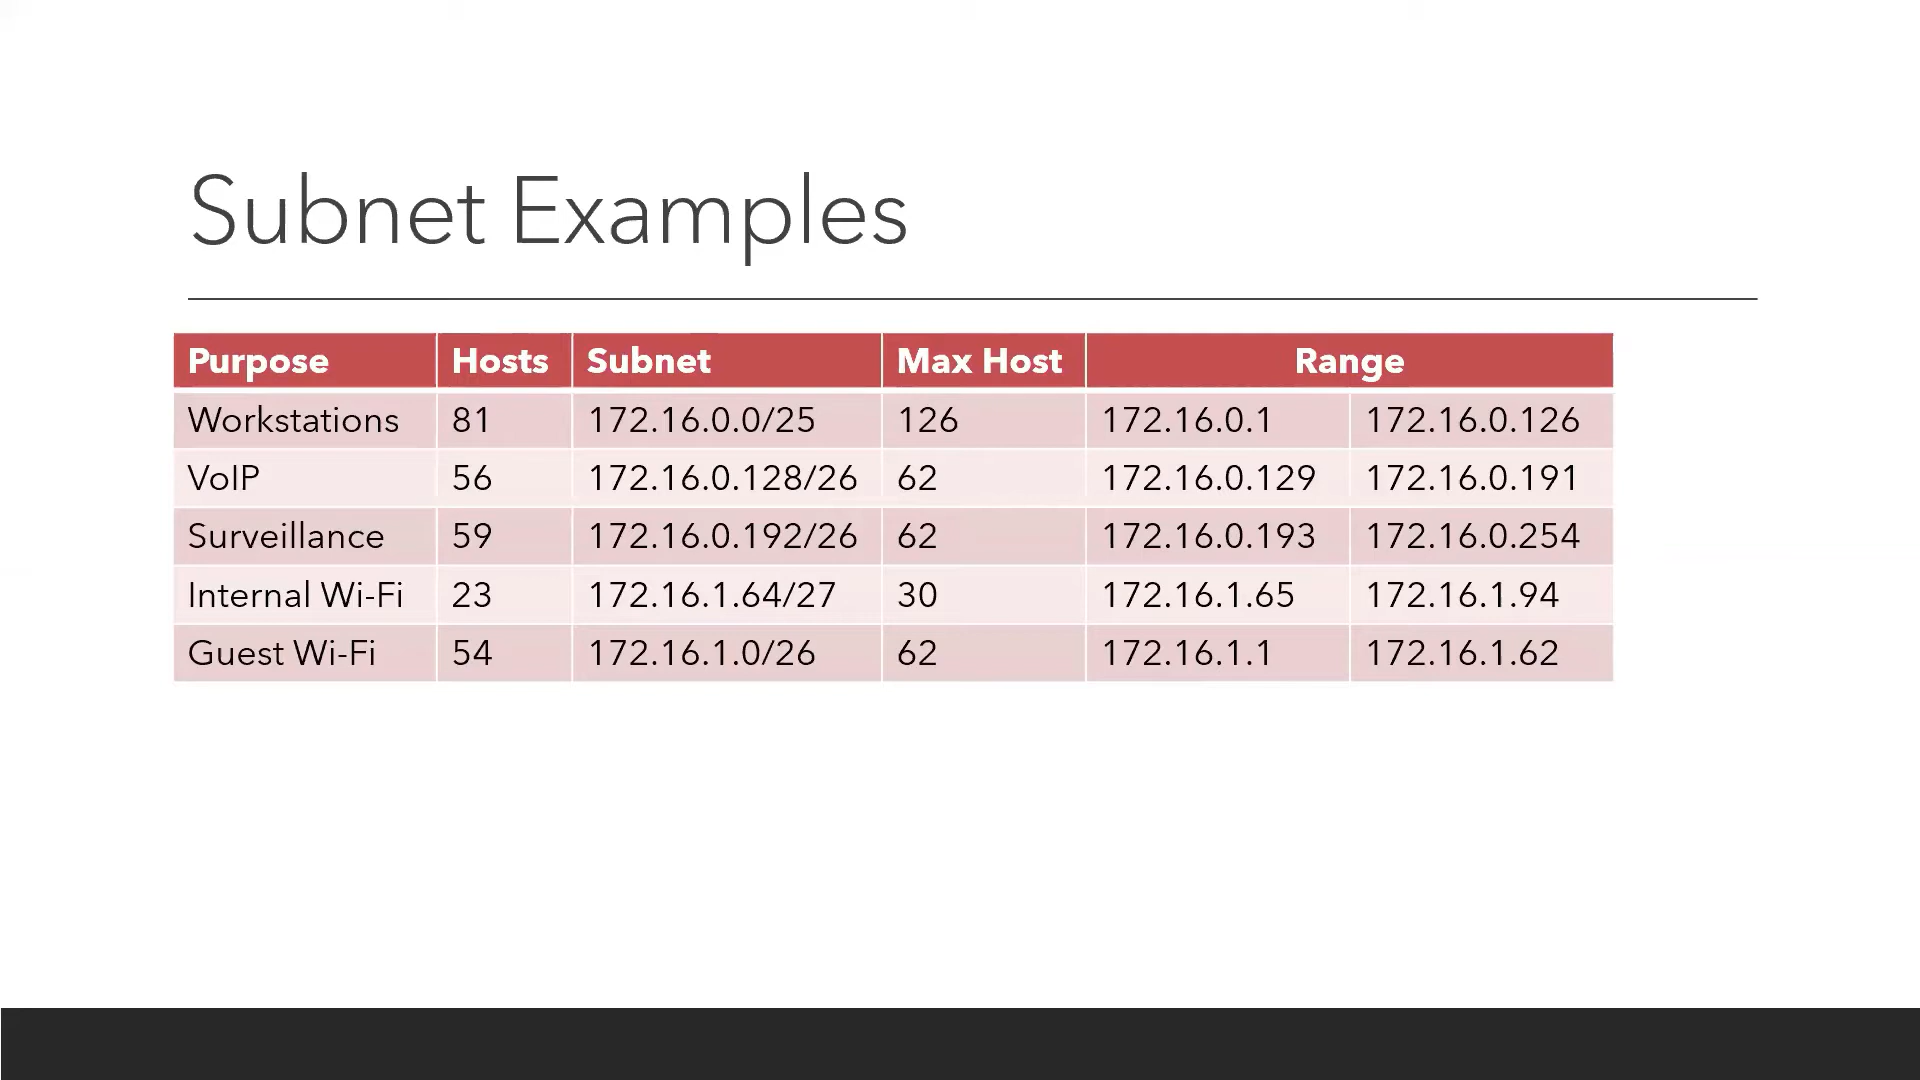 Subnet Examples
Purpose Hosts Subnet Max Host Range
Workstations 81 172.16.0.0/25 126 172.16.0.1 172.16.0.126
VoIP 56 172.16.0.128/26 62 172.16.0.129 172.16.0.191
Surveillance 59 172.16.0.192/26 62 172.16.0.193 172.16.0.254
Internal Wi-Fi 23 172.16.1.64/27 30 172.16.1.65 172.16.1.94
Guest Wi-Fi 54 172.16.1.0/26 62 172.16.1.1 172.16.1.62